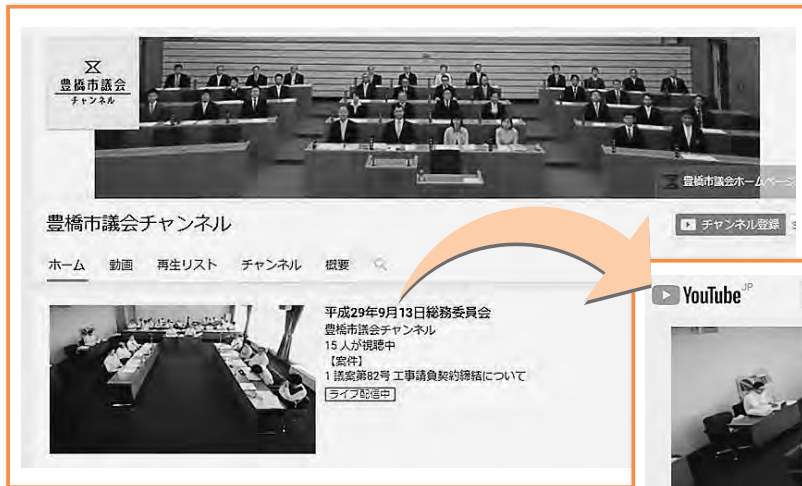 豊橋市議会
チャンネル
豊橋市議会ホームページ
豊橋市議会チャンネル
チャンネル登録
ホーム 動画 再生リスト チャンネル 概要
平成29年9月13日総務委員会
豊橋市議会チャンネル
15人が視聴中
【案件】
1 議案第82号 工事請負契約締結について
ライブ配信中
YouTube JP